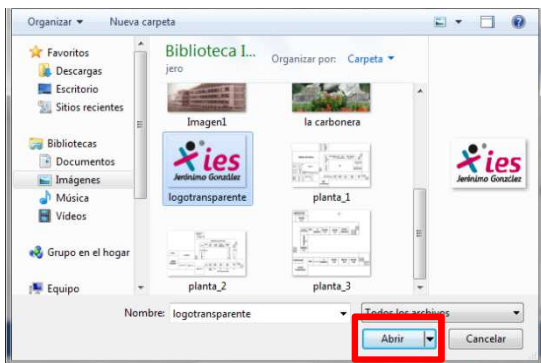 Organizar Nueva carpeta
Favoritos
Descargas
Escritorio
Sitios recientes
Bibliotecas
Documentos
Imágenes
Música
Vídeos
Grupo en el hogar
Equipo
Biblioteca I...
jero
Organizar por: Carpeta
Imagen1
la carbonera
ies
Jerónimo González
logotransparente
planta_1
planta_2
planta_3
ies
Jerónimo González
Nombre: logotransparente
Todos los archivos
Abrir
Cancelar